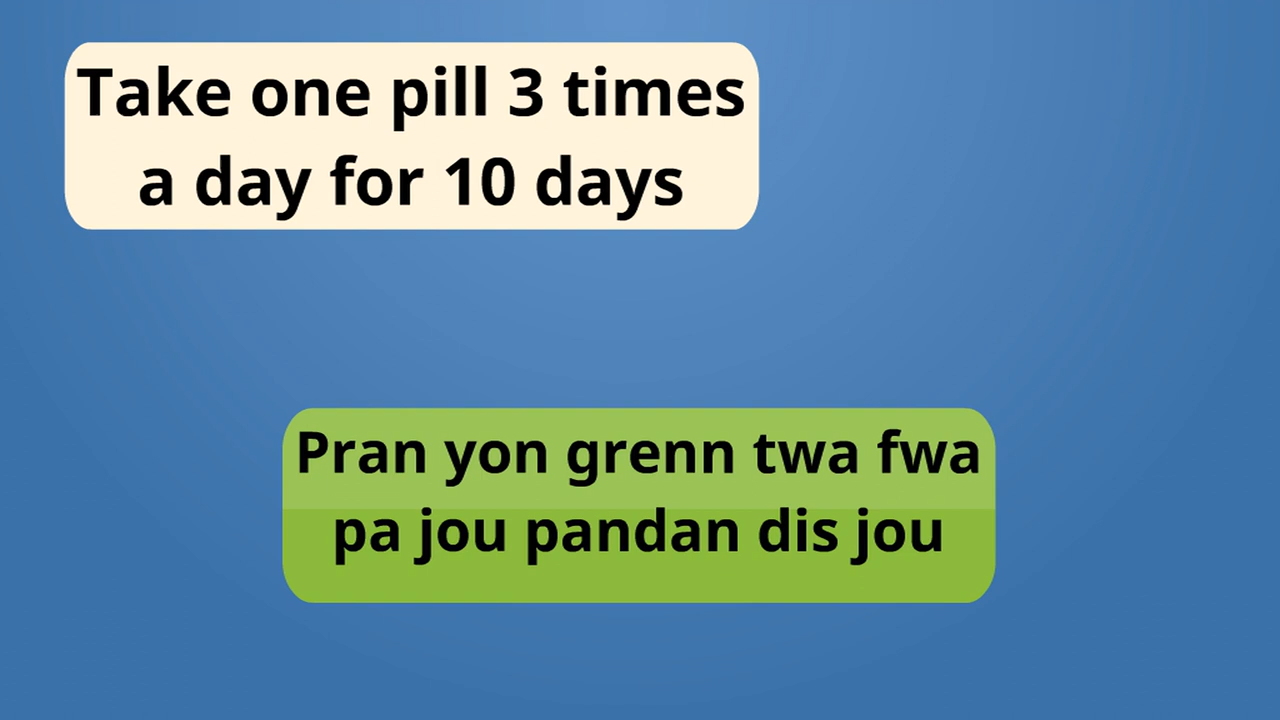 Take one pill 3 times
a day for 10 days
Pran yon grenn twa fwa
pa jou pandan dis jou